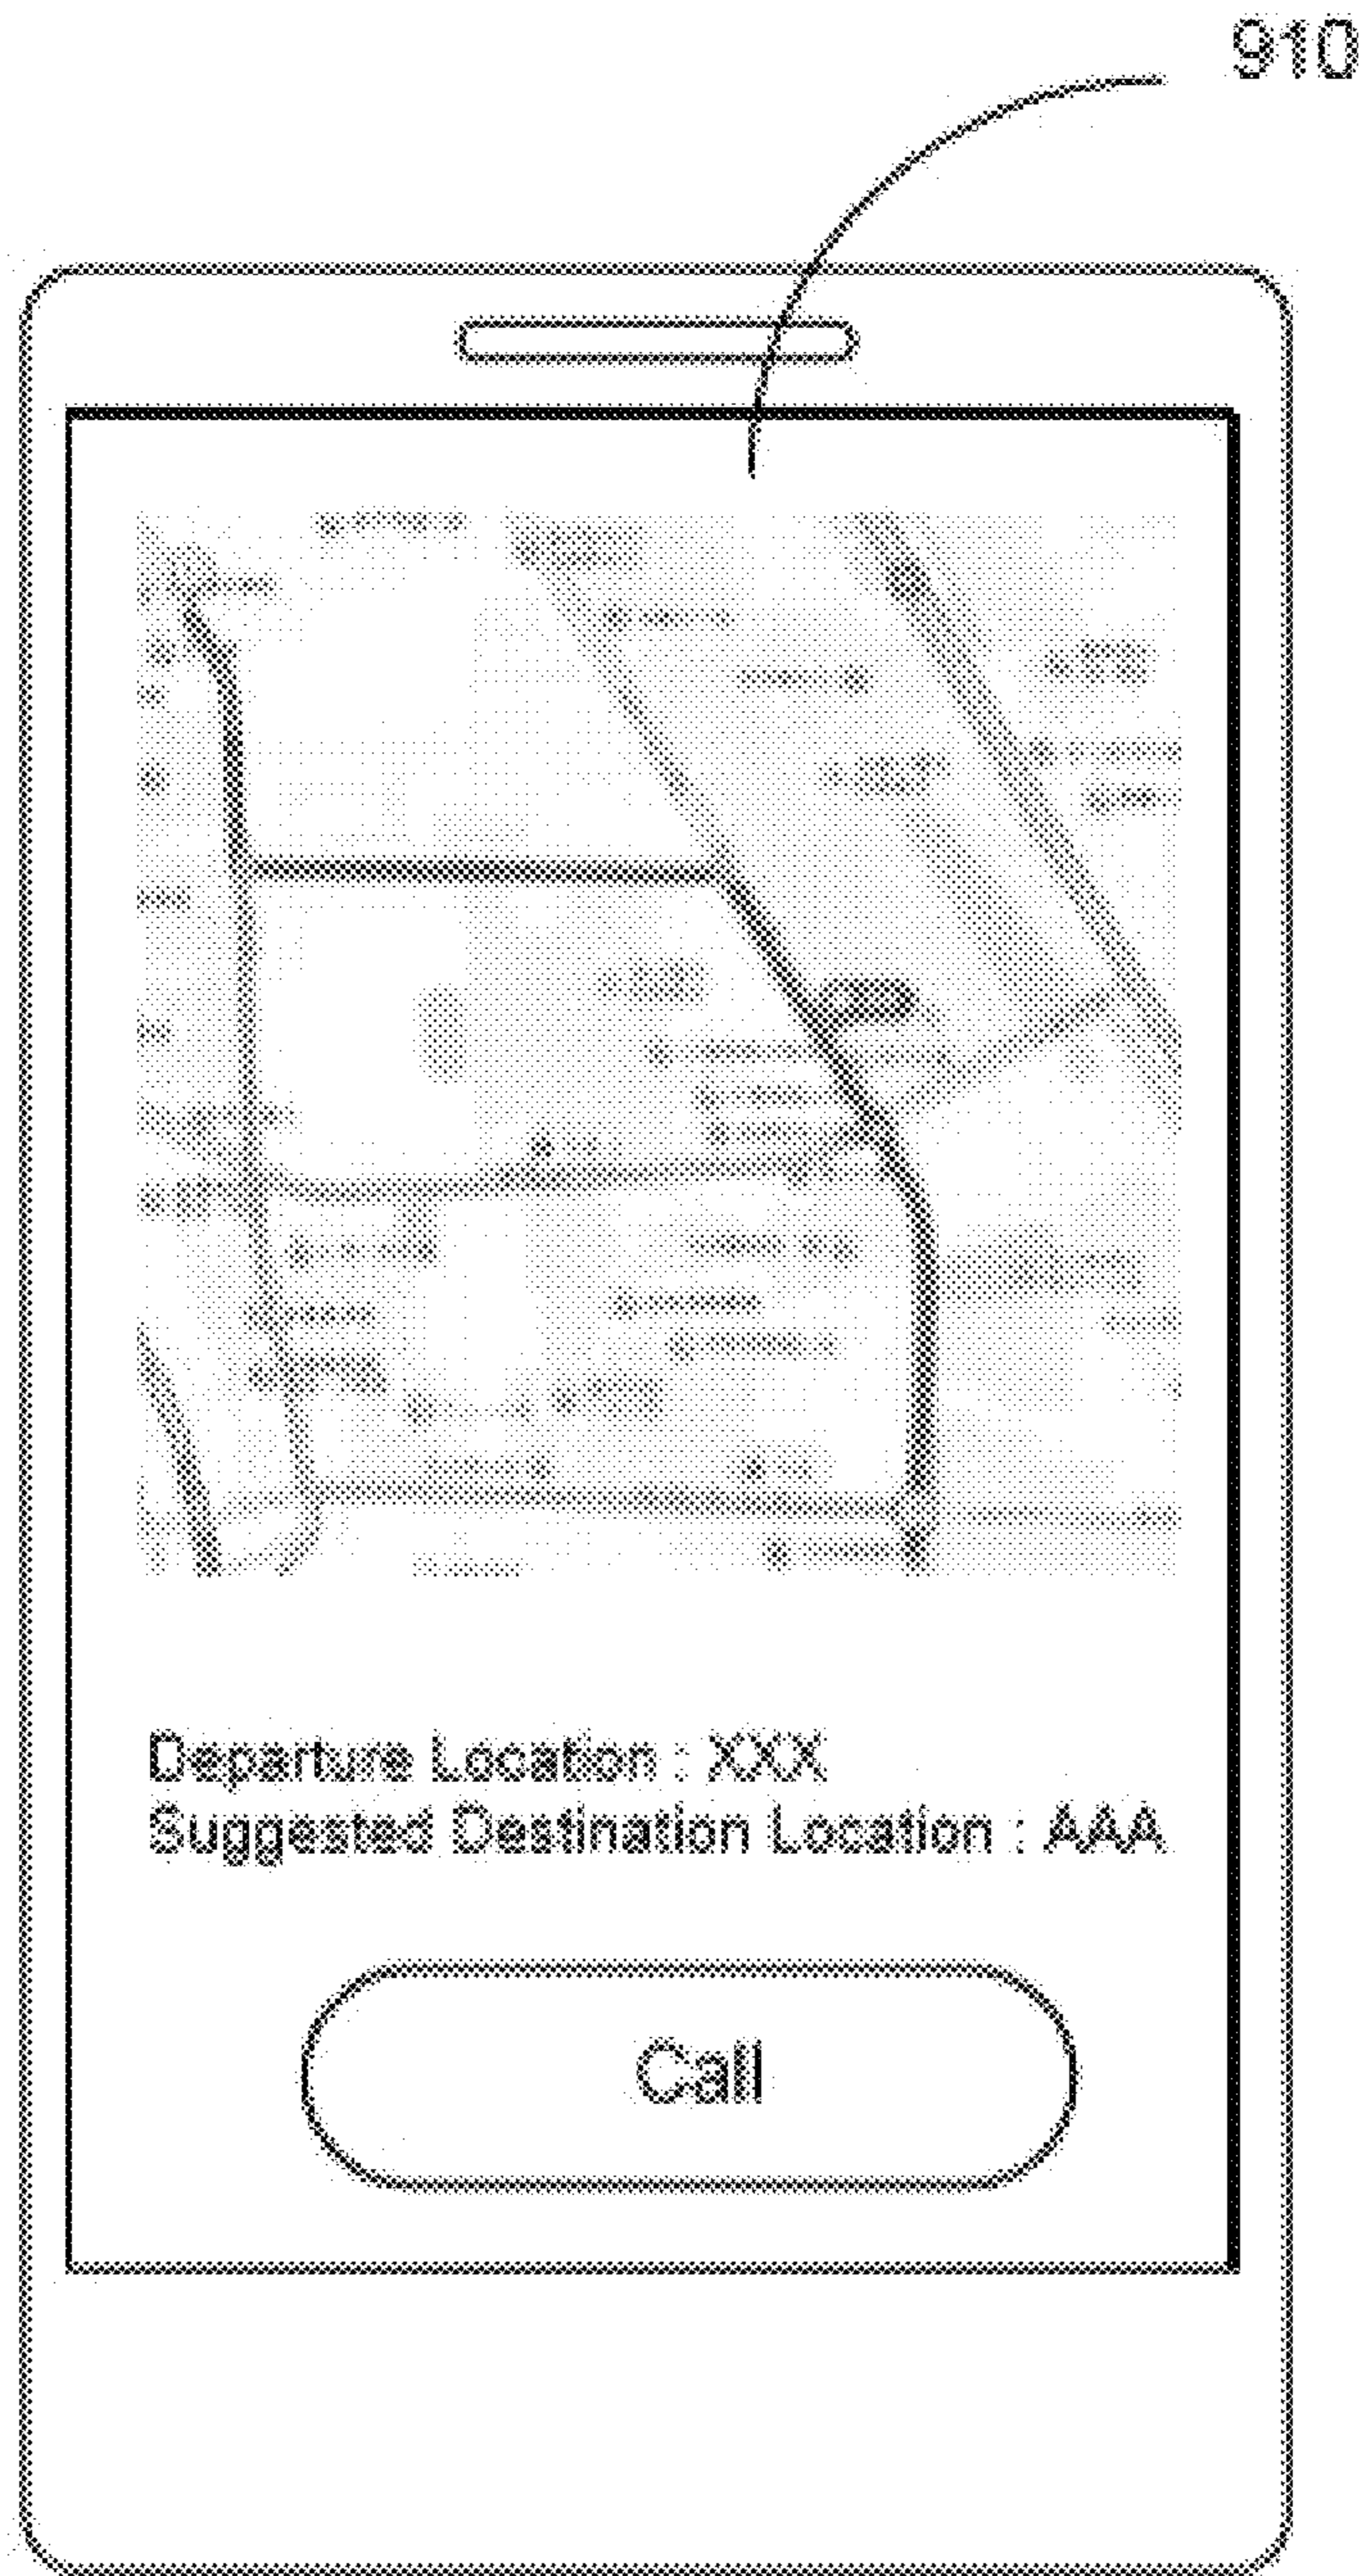 910
Departure Location : XXX
Suggested Destination Location : AAA
Call